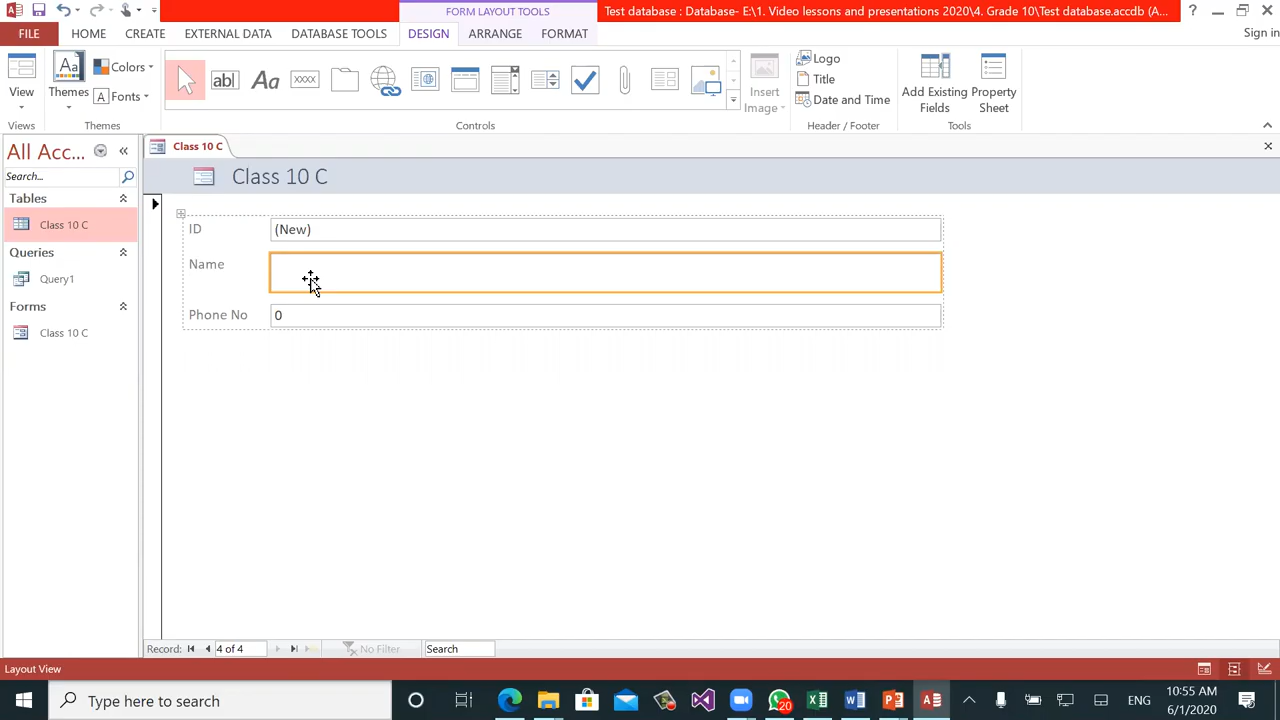 FORM LAYOUT TOOLS
Test database : Database- E:\1. Video lessons and presentations 2020\4. Grade 10\Test database.accdb (A...
?
FILE
HOME
CREATE
EXTERNAL DATA
DATABASE TOOLS
DESIGN
ARRANGE
FORMAT
Sign in
View
Themes
Colors
Fonts
ab|
Aa
XXXX
Insert Image
Logo
Title
Date and Time
Add Existing Fields
Property Sheet
Views
Themes
Controls
Header / Footer
Tools
All Acc...
Search...
Tables
Class 10 C
Queries
Query1
Forms
Class 10 C
Class 10 C
Class 10 C
ID
(New)
Name
Phone No
0
Record:
4 of 4
No Filter
Search
Layout View
Type here to search
20
ENG
10:55 AM
6/1/2020